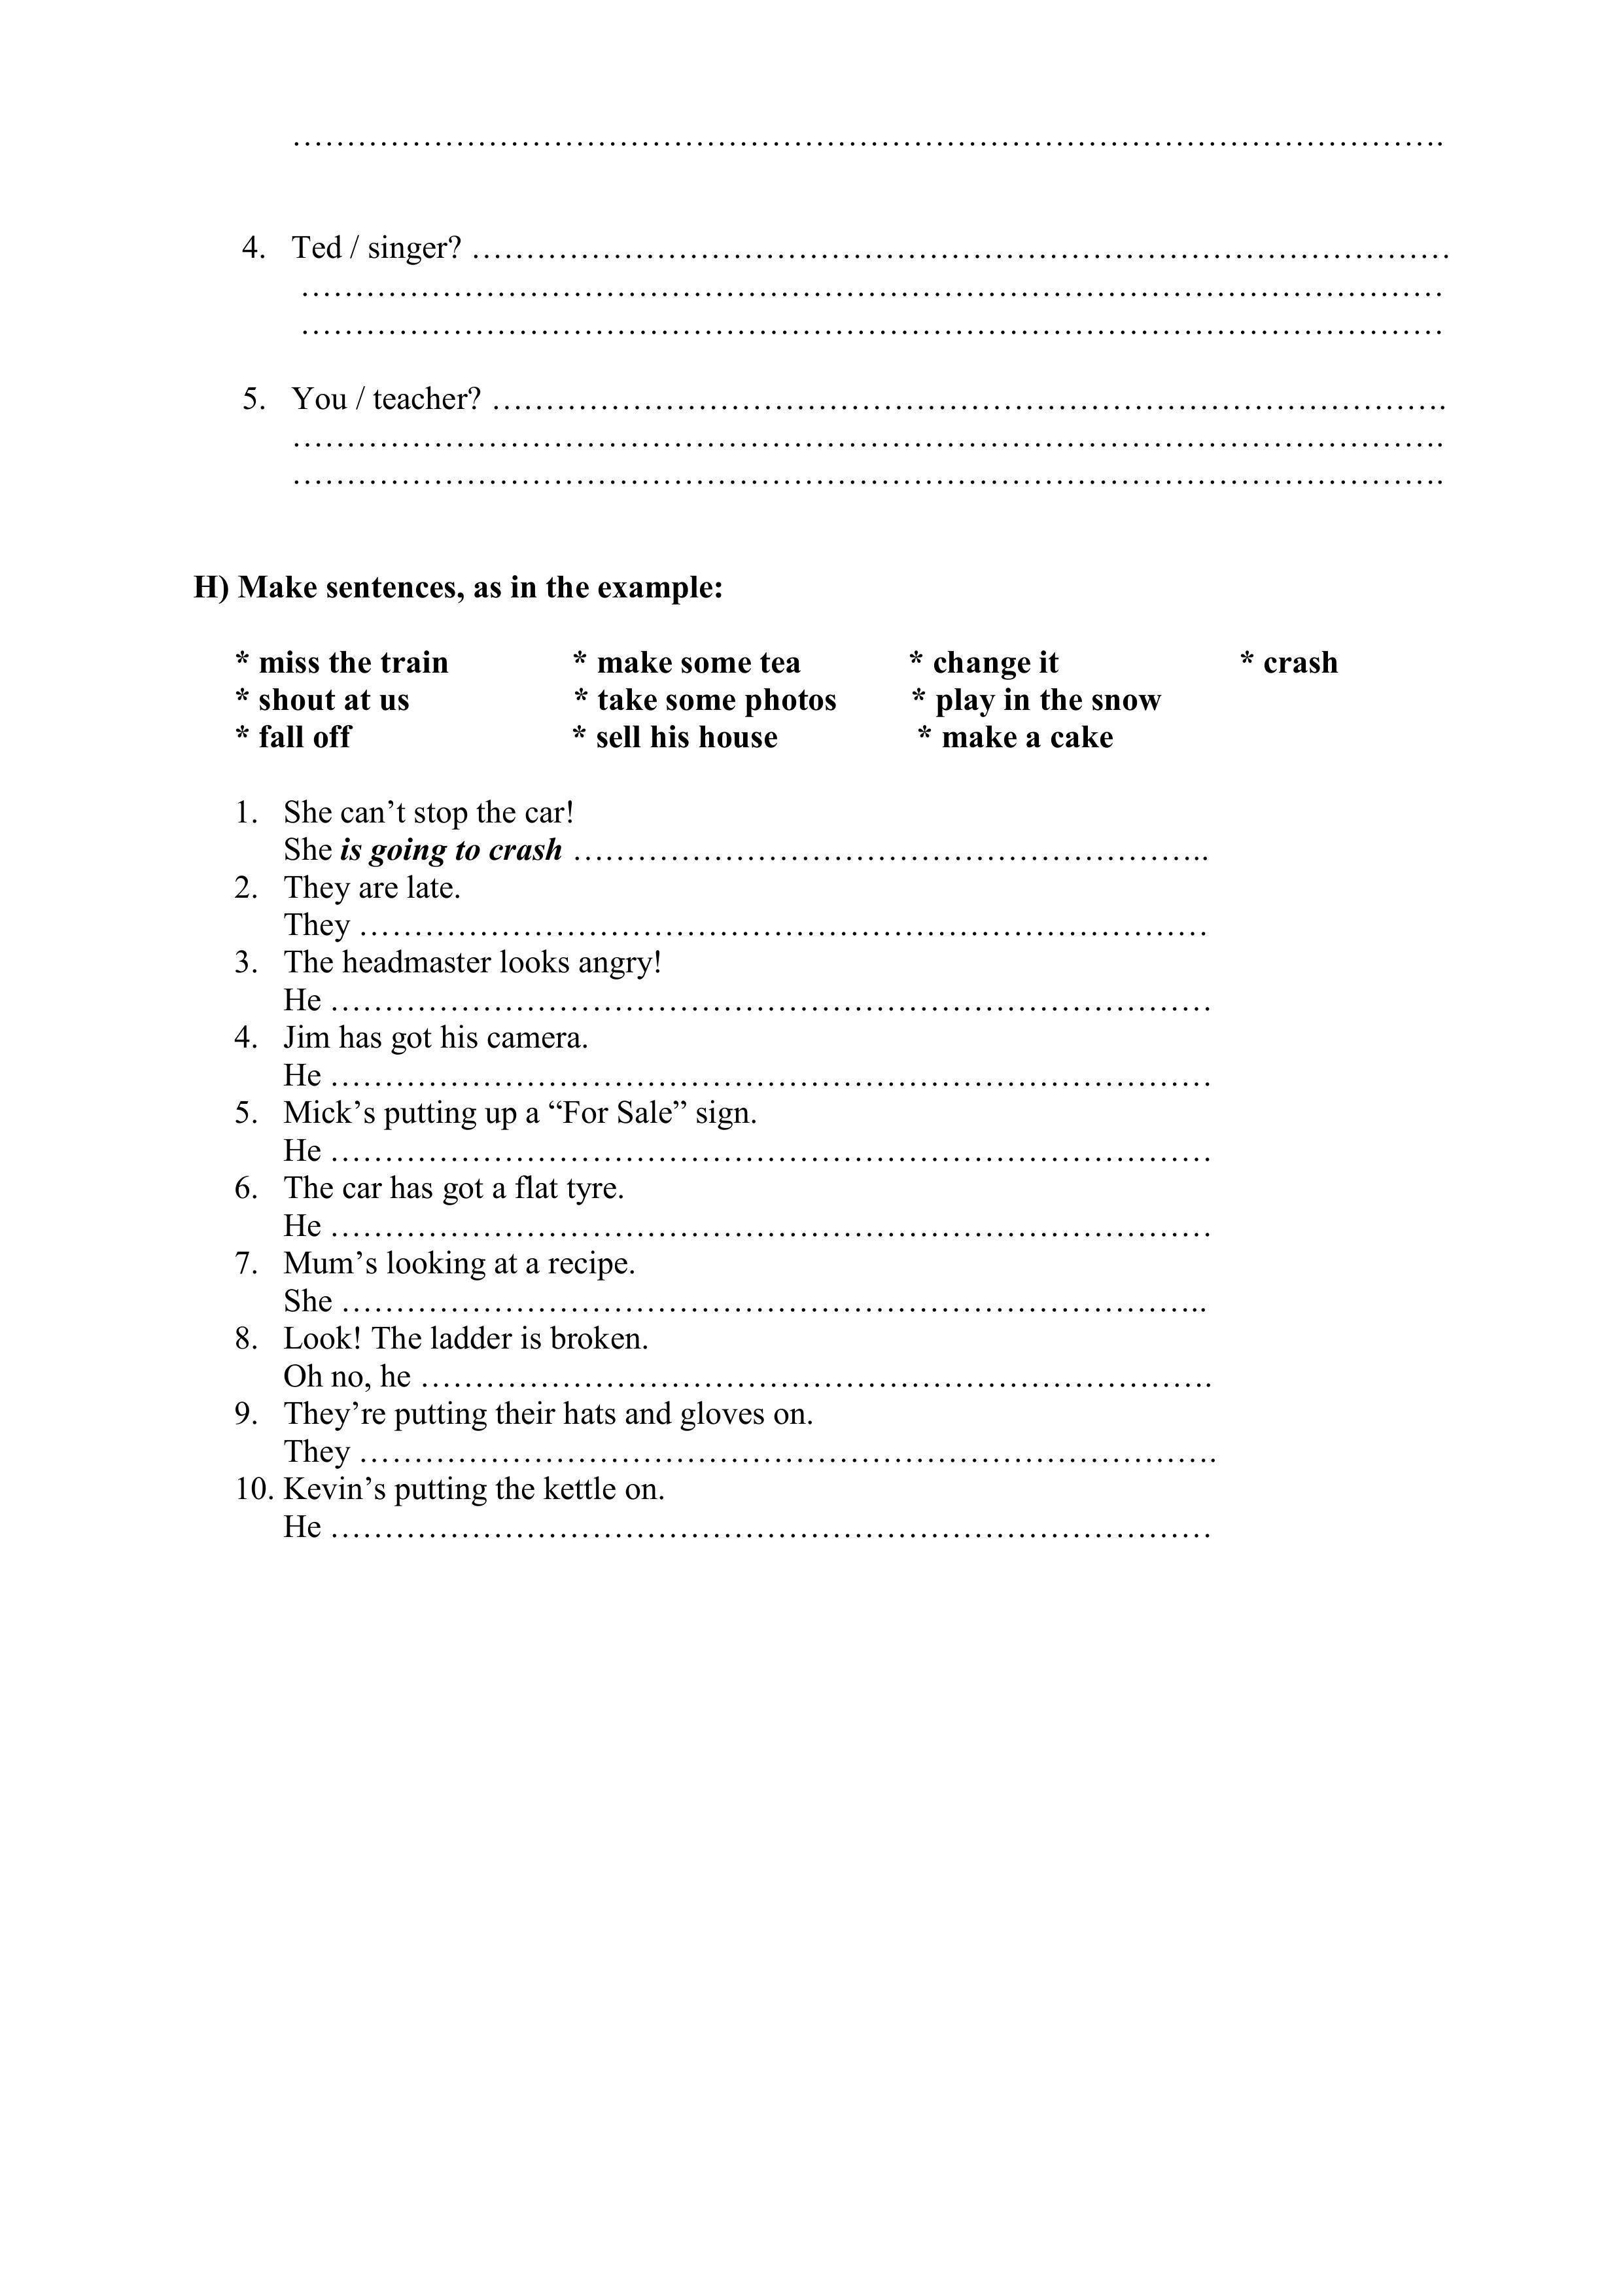 ……………………………………………………………………………………………….
4. Ted / singer? ………………………………………………………………………………
………………………………………………………………………………………………
………………………………………………………………………………………………
5. You / teacher? …………………………………………………………………………….
……………………………………………………………………………………………….
……………………………………………………………………………………………….
H) Make sentences, as in the example:
* miss the train * make some tea * change it * crash
* shout at us * take some photos * play in the snow
* fall off * sell his house * make a cake
1. She can’t stop the car!
She is going to crash …………………………………………………..
2. They are late.
They ……………………………………………………………………
3. The headmaster looks angry!
He ………………………………………………………………………
4. Jim has got his camera.
He ………………………………………………………………………
5. Mick’s putting up a “For Sale” sign.
He ………………………………………………………………………
6. The car has got a flat tyre.
He ………………………………………………………………………
7. Mum’s looking at a recipe.
She ……………………………………………………………………..
8. Look! The ladder is broken.
Oh no, he ……………………………………………………………….
9. They’re putting their hats and gloves on.
They …………………………………………………………………….
10. Kevin’s putting the kettle on.
He ………………………………………………………………………